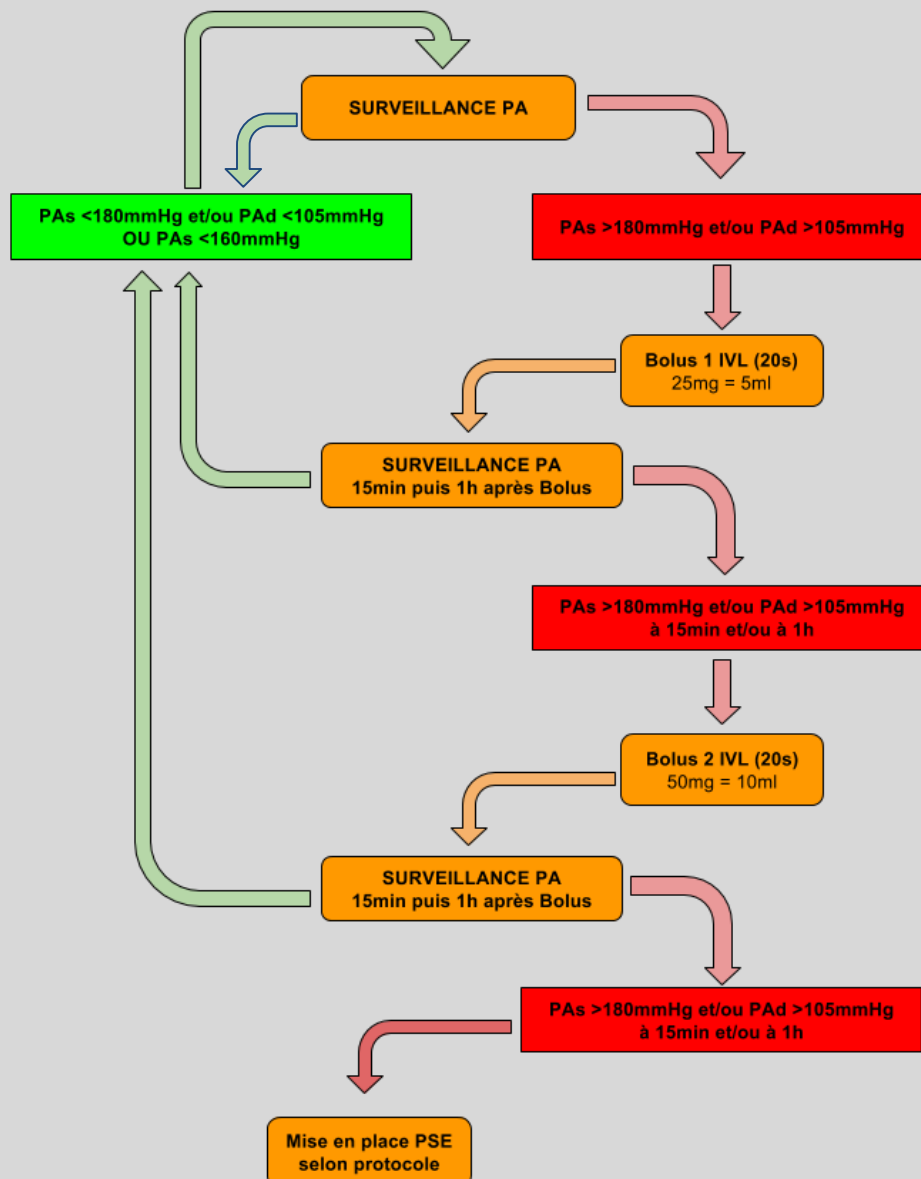 SURVEILLANCE PA
PAs <180mmHg et/ou PAd <105mmHg
OU PAs <160mmHg
PAs >180mmHg et/ou PAd >105mmHg
Bolus 1 IVL (20s)
25mg = 5ml
SURVEILLANCE PA
15min puis 1h après Bolus
PAs >180mmHg et/ou PAd >105mmHg
à 15min et/ou à 1h
Bolus 2 IVL (20s)
50mg = 10ml
SURVEILLANCE PA
15min puis 1h après Bolus
PAs >180mmHg et/ou PAd >105mmHg
à 15min et/ou à 1h
Mise en place PSE
selon protocole